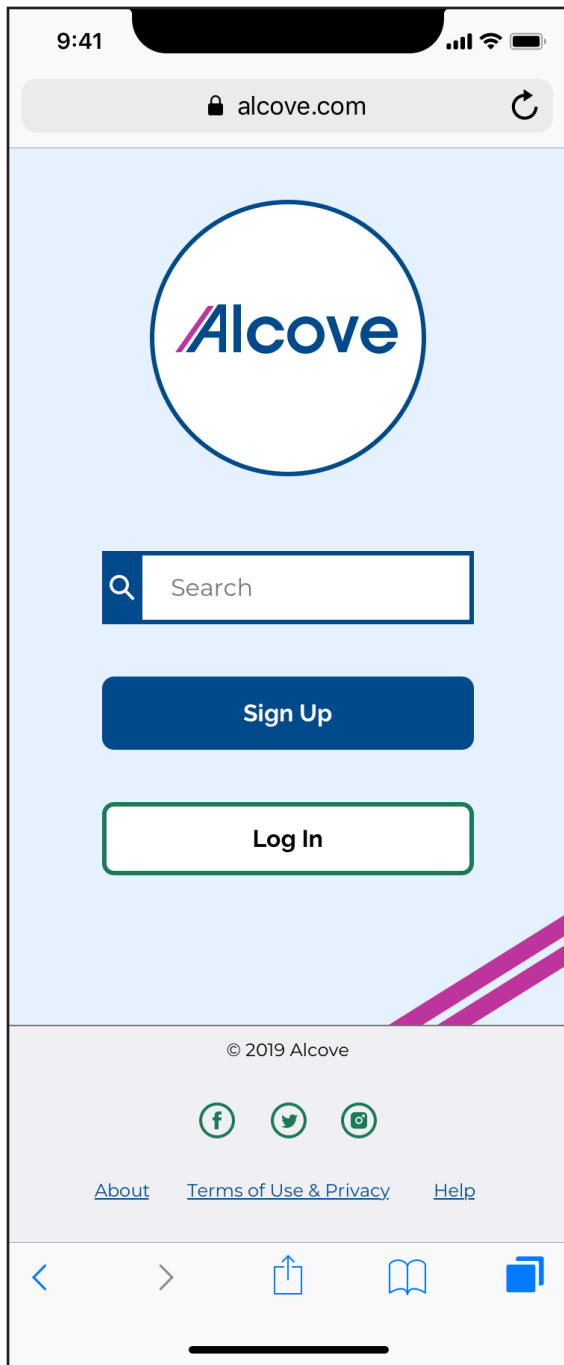 9:41
alcove.com
Alcove
Search
Sign Up
Log In
© 2019 Alcove
About Terms of Use & Privacy Help